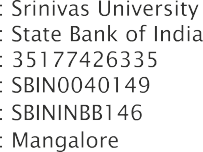 : Srinivas University
: State Bank of India
: 35177426335
: SBIN0040149
: SBININBB146
: Mangalore